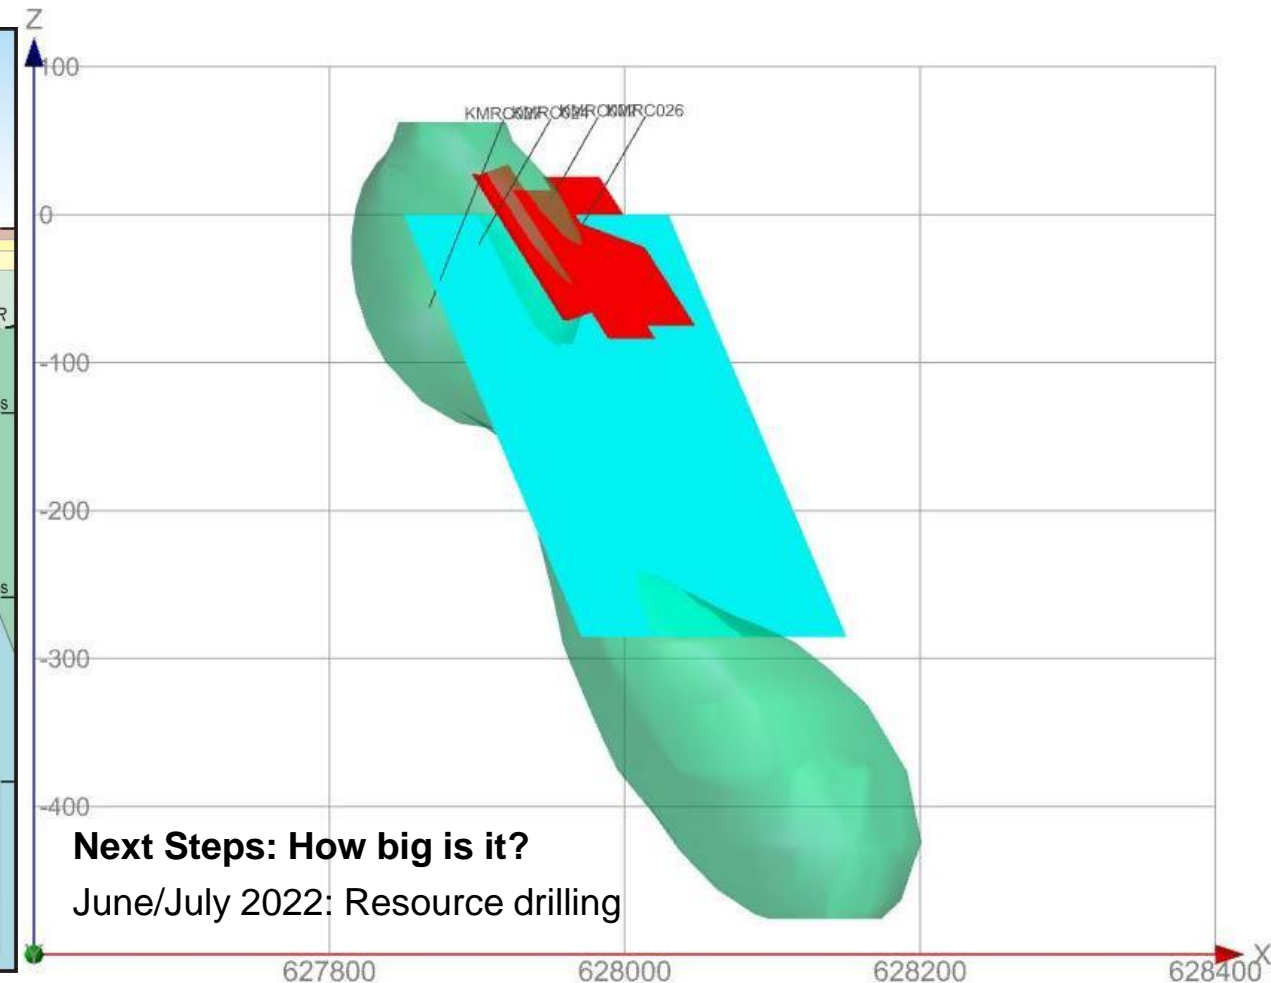 Z
100
KMRC026
0
R
-100
s
-200
s
-300
-400
Next Steps: How big is it?
June/July 2022: Resource drilling
X
627800 628000 628200 628400